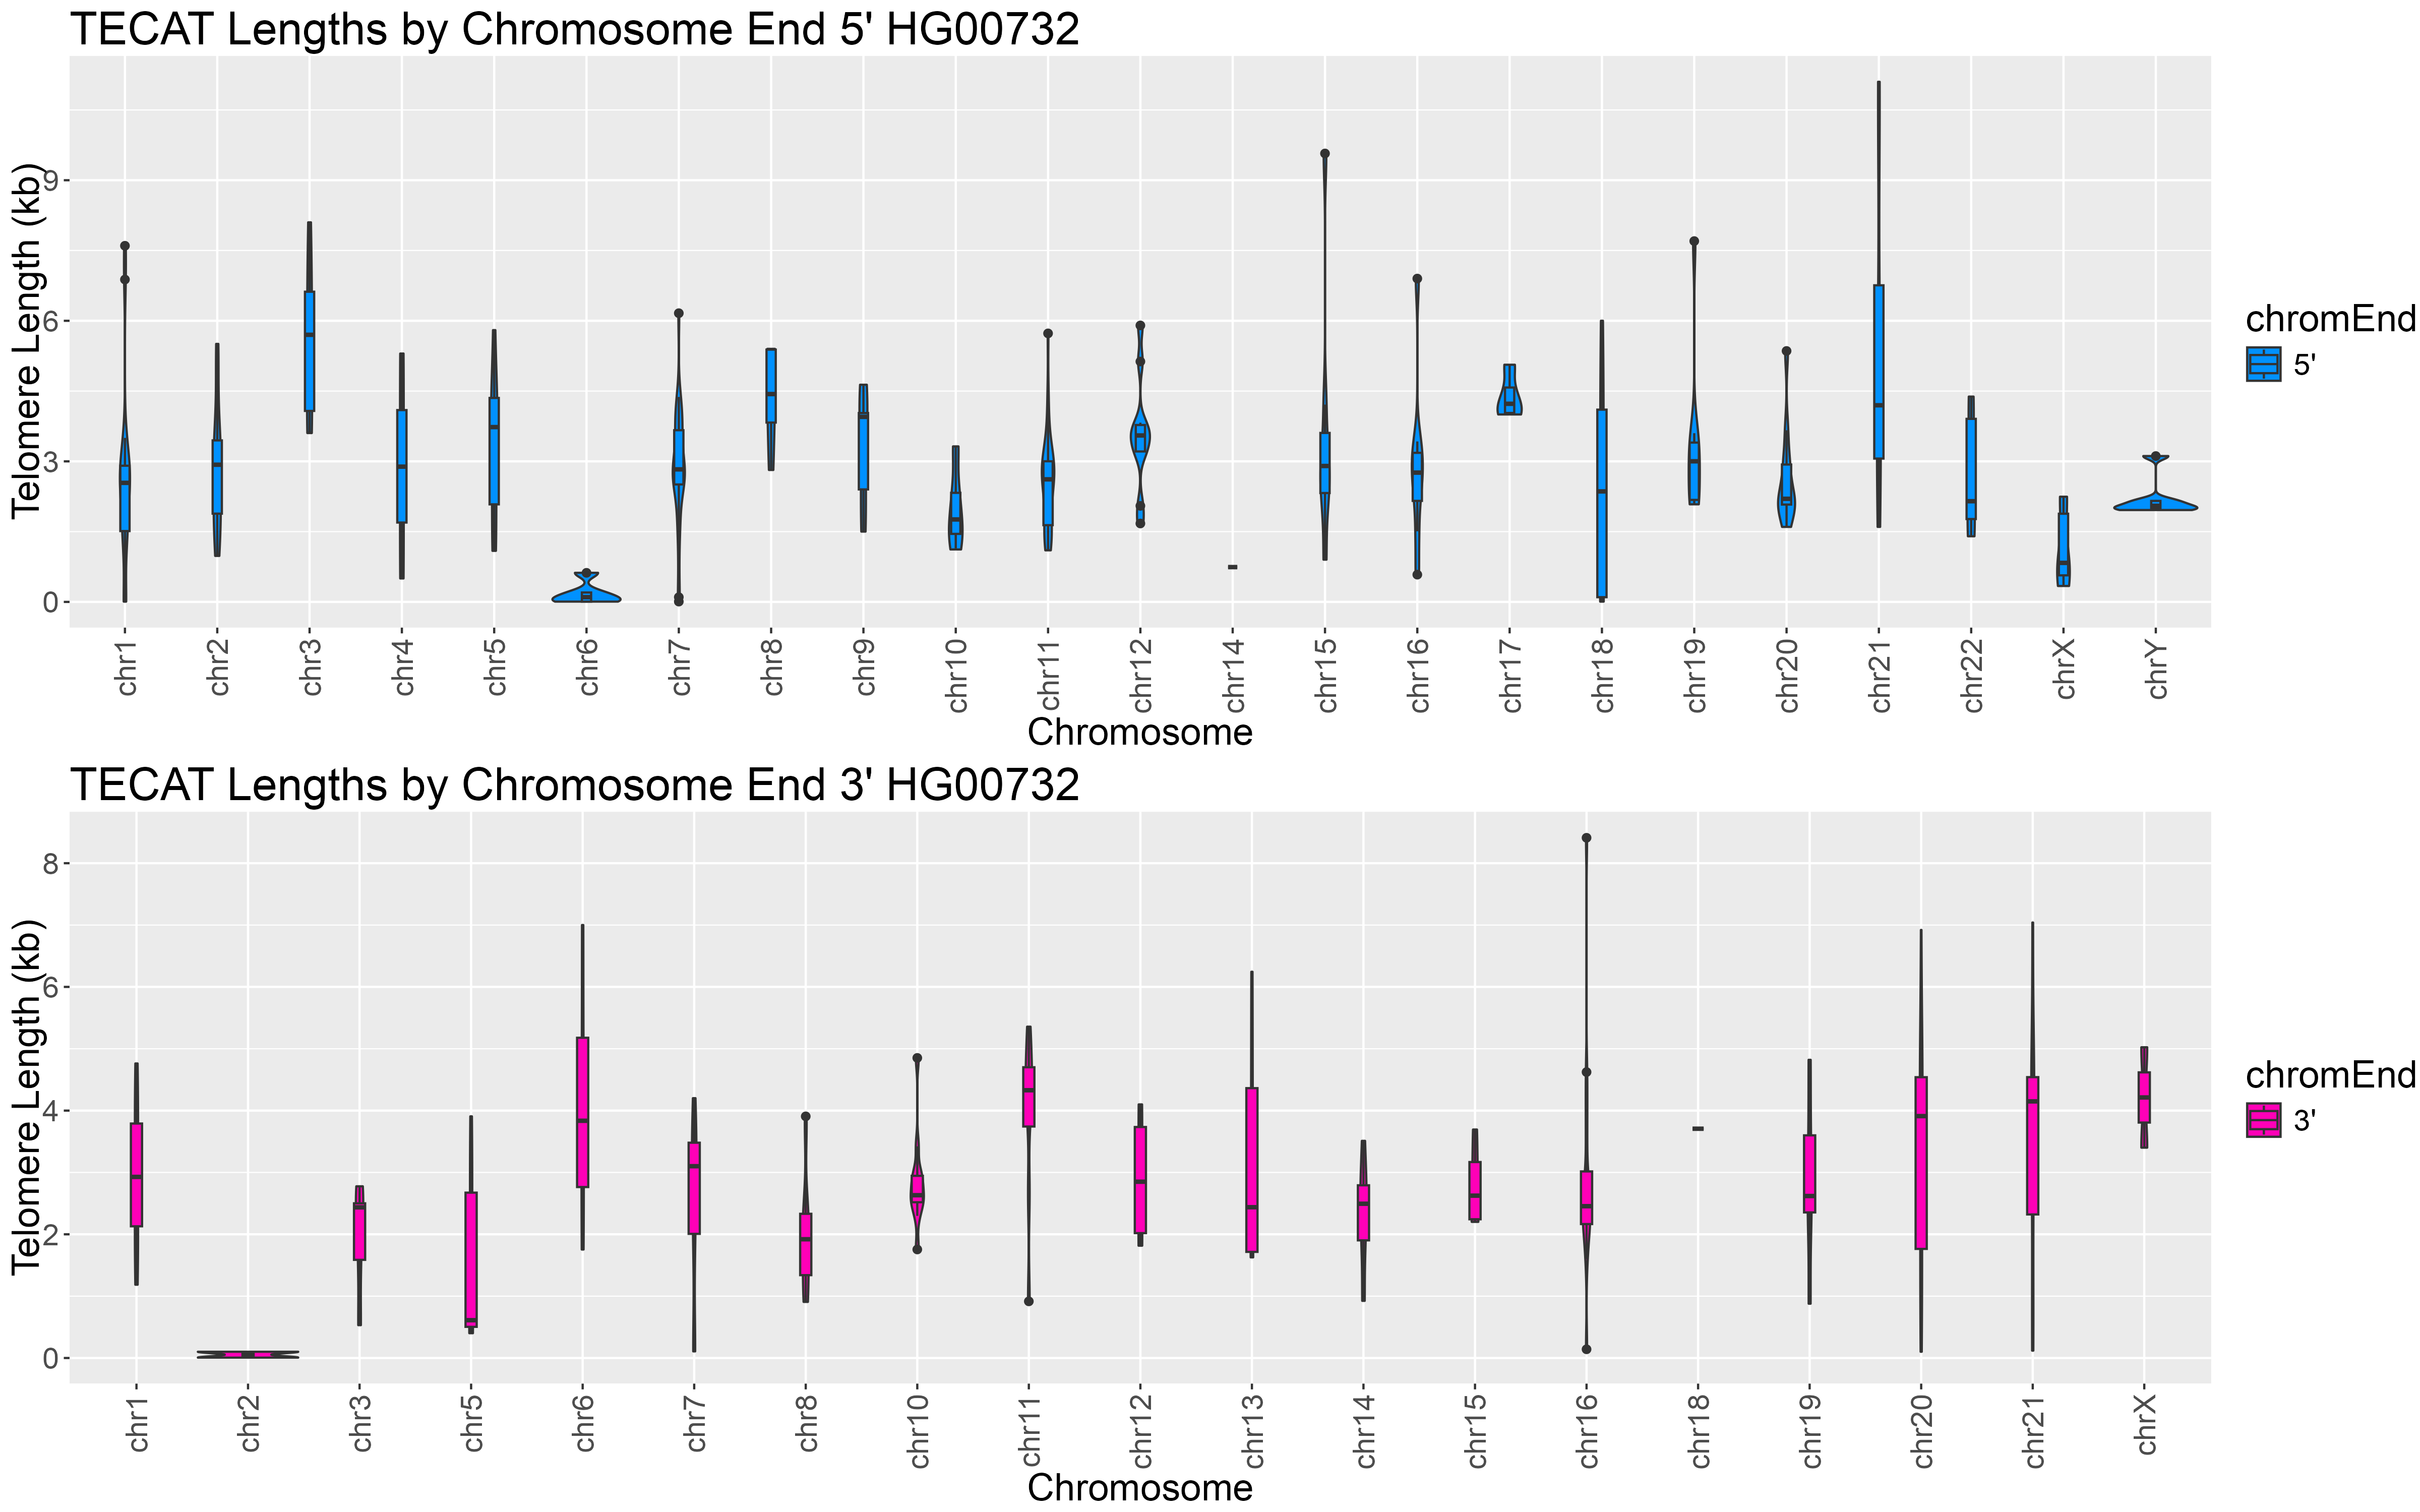 TECAT Lengths by Chromosome End 5' HG00732
Telomere Length (kb)
9
6
3
0
chr1 chr2 chr3 chr4 chr5 chr6 chr7 chr8 chr9 chr10 chr11 chr12 chr14 chr15 chr16 chr17 chr18 chr19 chr20 chr21 chr22 chrX chrY
Chromosome
chromEnd
5'
TECAT Lengths by Chromosome End 3' HG00732
Telomere Length (kb)
8
6
4
2
0
chr1 chr2 chr3 chr5 chr6 chr7 chr8 chr10 chr11 chr12 chr13 chr14 chr15 chr16 chr18 chr19 chr20 chr21 chrX
Chromosome
chromEnd
3'